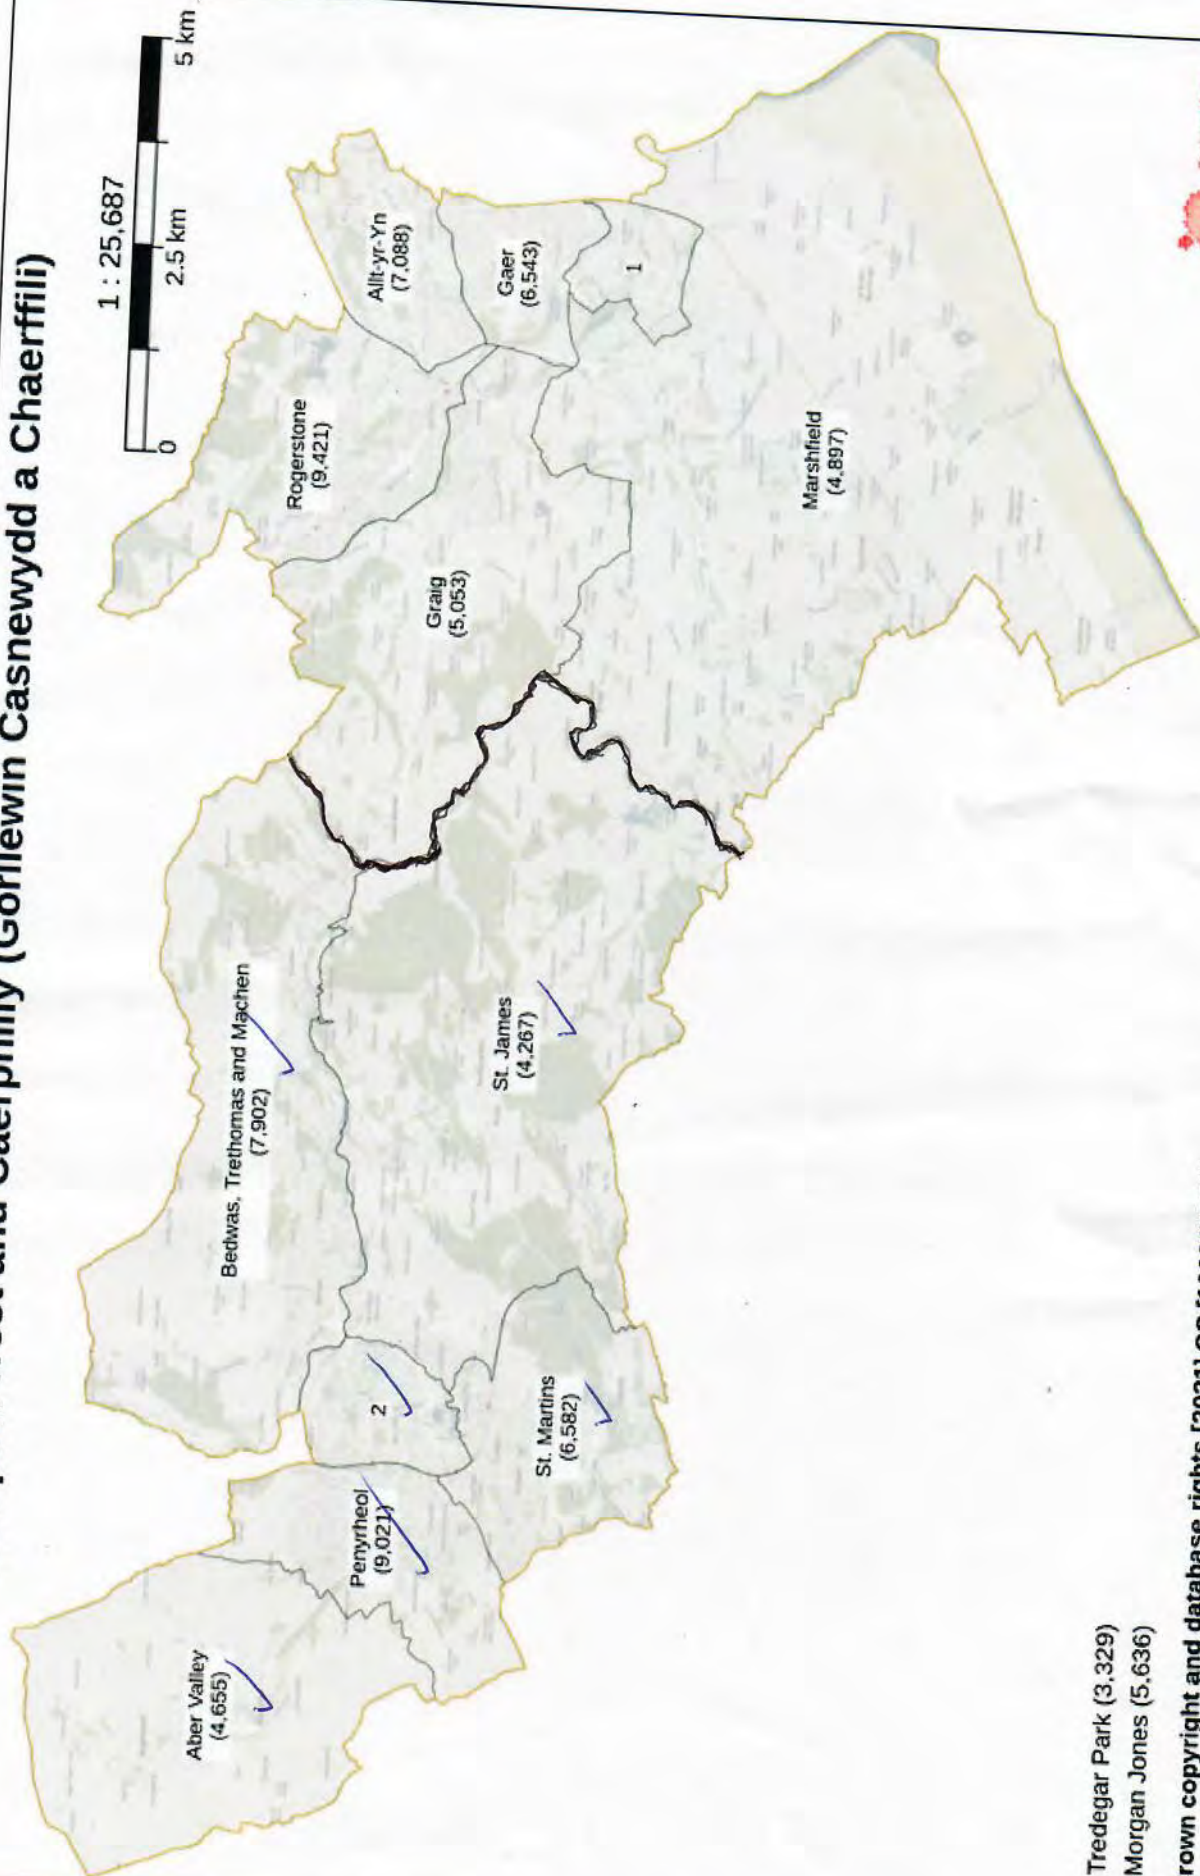 and Caerphilly (Gorllewin Casnewydd a Chaerffili)
1 : 25,687
0
2.5 km
5 km
Aber Valley
(4,655)
Penyrheol
(9,021)
2
Bedwas, Trethomas and Machen
(7,902)
St. Martins
(6,582)
St. James
(4,267)
Graig
(5,053)
Rogerstone
(9,421)
Allt-yr-Yn
(7,088)
Gaer
(6,543)
1
Marshfield
(4,897)
Tredegar Park (3,329)
Morgan Jones (5,636)
copyright and database rights [2021] OS